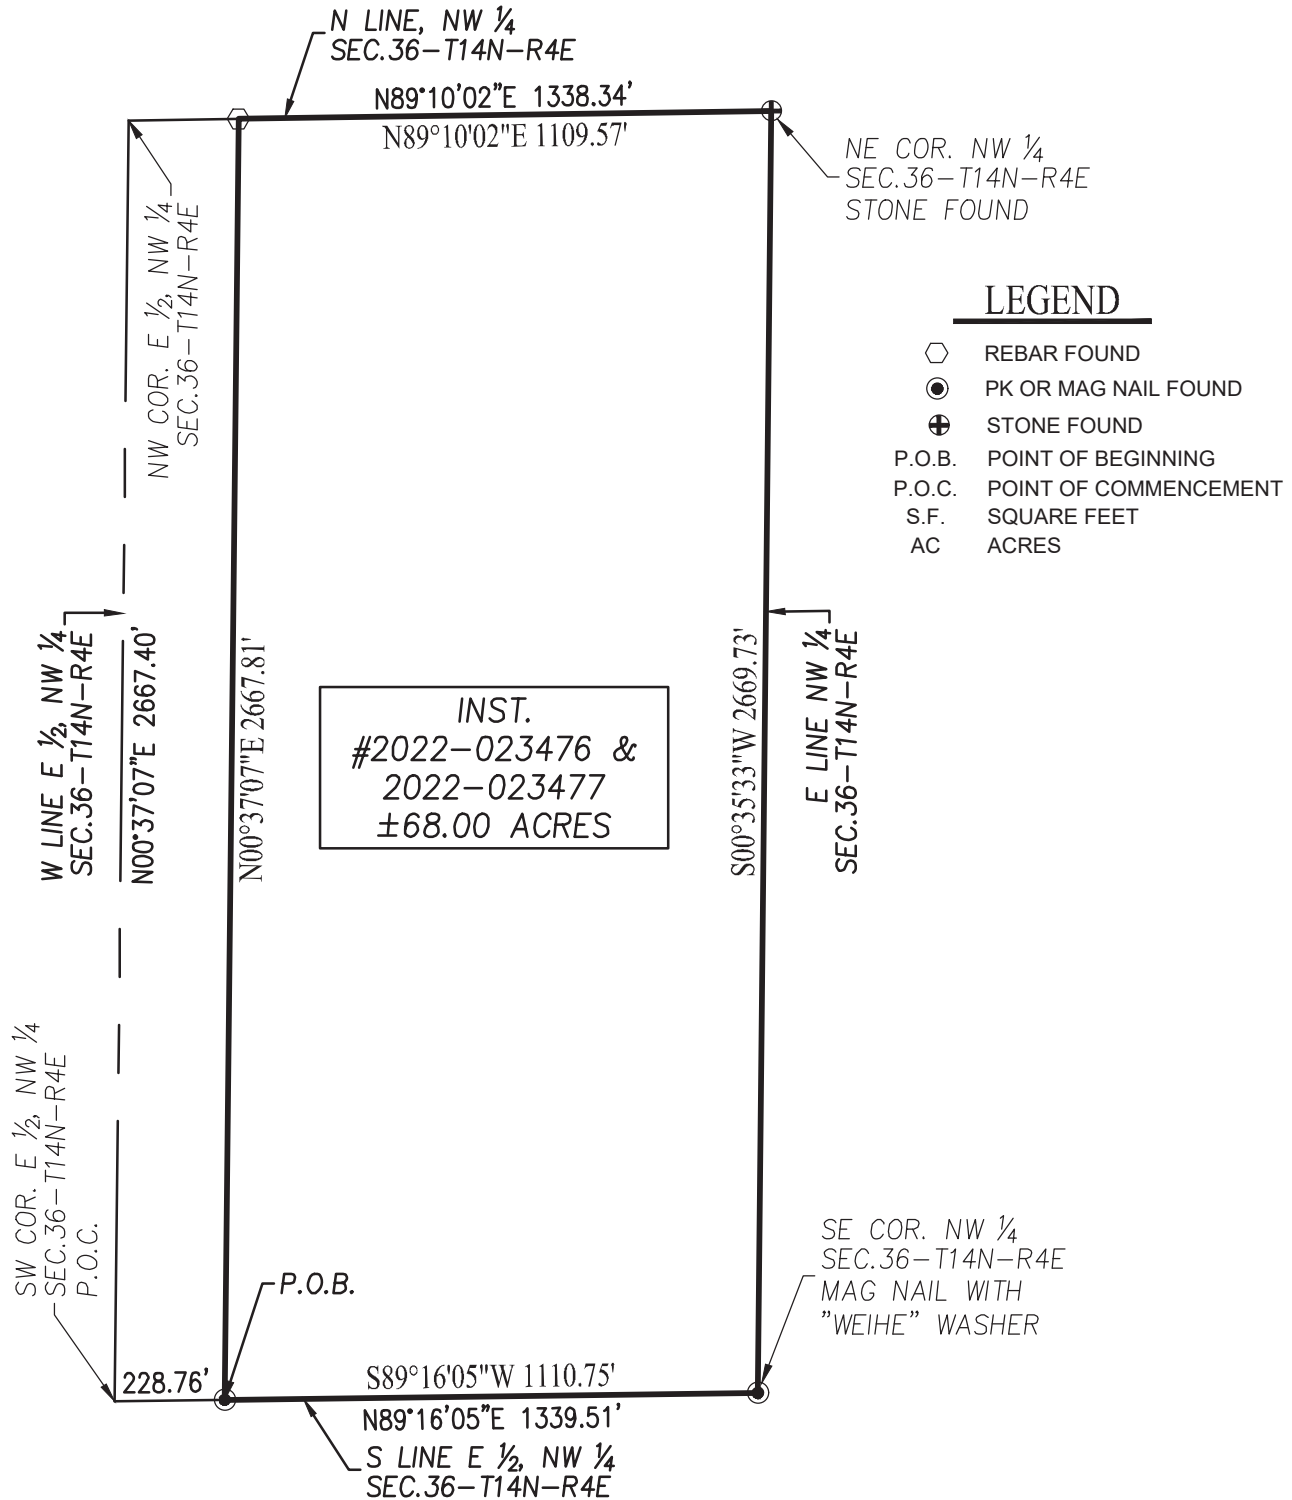 N LINE, NW ¼
SEC.36-T14N-R4E
N89°10'02"E 1338.34'
N89°10'02"E 1109.57'
NE COR. NW ¼
SEC.36-T14N-R4E
STONE FOUND
NW COR. E ½, NW ¼
SEC.36-T14N-R4E
LEGEND
REBAR FOUND
PK OR MAG NAIL FOUND
STONE FOUND
P.O.B. POINT OF BEGINNING
P.O.C. POINT OF COMMENCEMENT
S.F. SQUARE FEET
AC ACRES
W LINE E ½, NW ¼
SEC.36-T14N-R4E
N00°37'07"E 2667.40'
N00°37'07"E 2667.81'
INST.
#2022-023476 &
2022-023477
±68.00 ACRES
S00°35'33"W 2669.73'
E LINE NW ¼
SEC.36-T14N-R4E
SW COR. E ½, NW ¼
SEC.36-T14N-R4E
P.O.C.
P.O.B.
SE COR. NW ¼
SEC.36-T14N-R4E
MAG NAIL WITH
"WEIHE" WASHER
228.76'
S89°16'05"W 1110.75'
N89°16'05"E 1339.51'
S LINE E ½, NW ¼
SEC.36-T14N-R4E